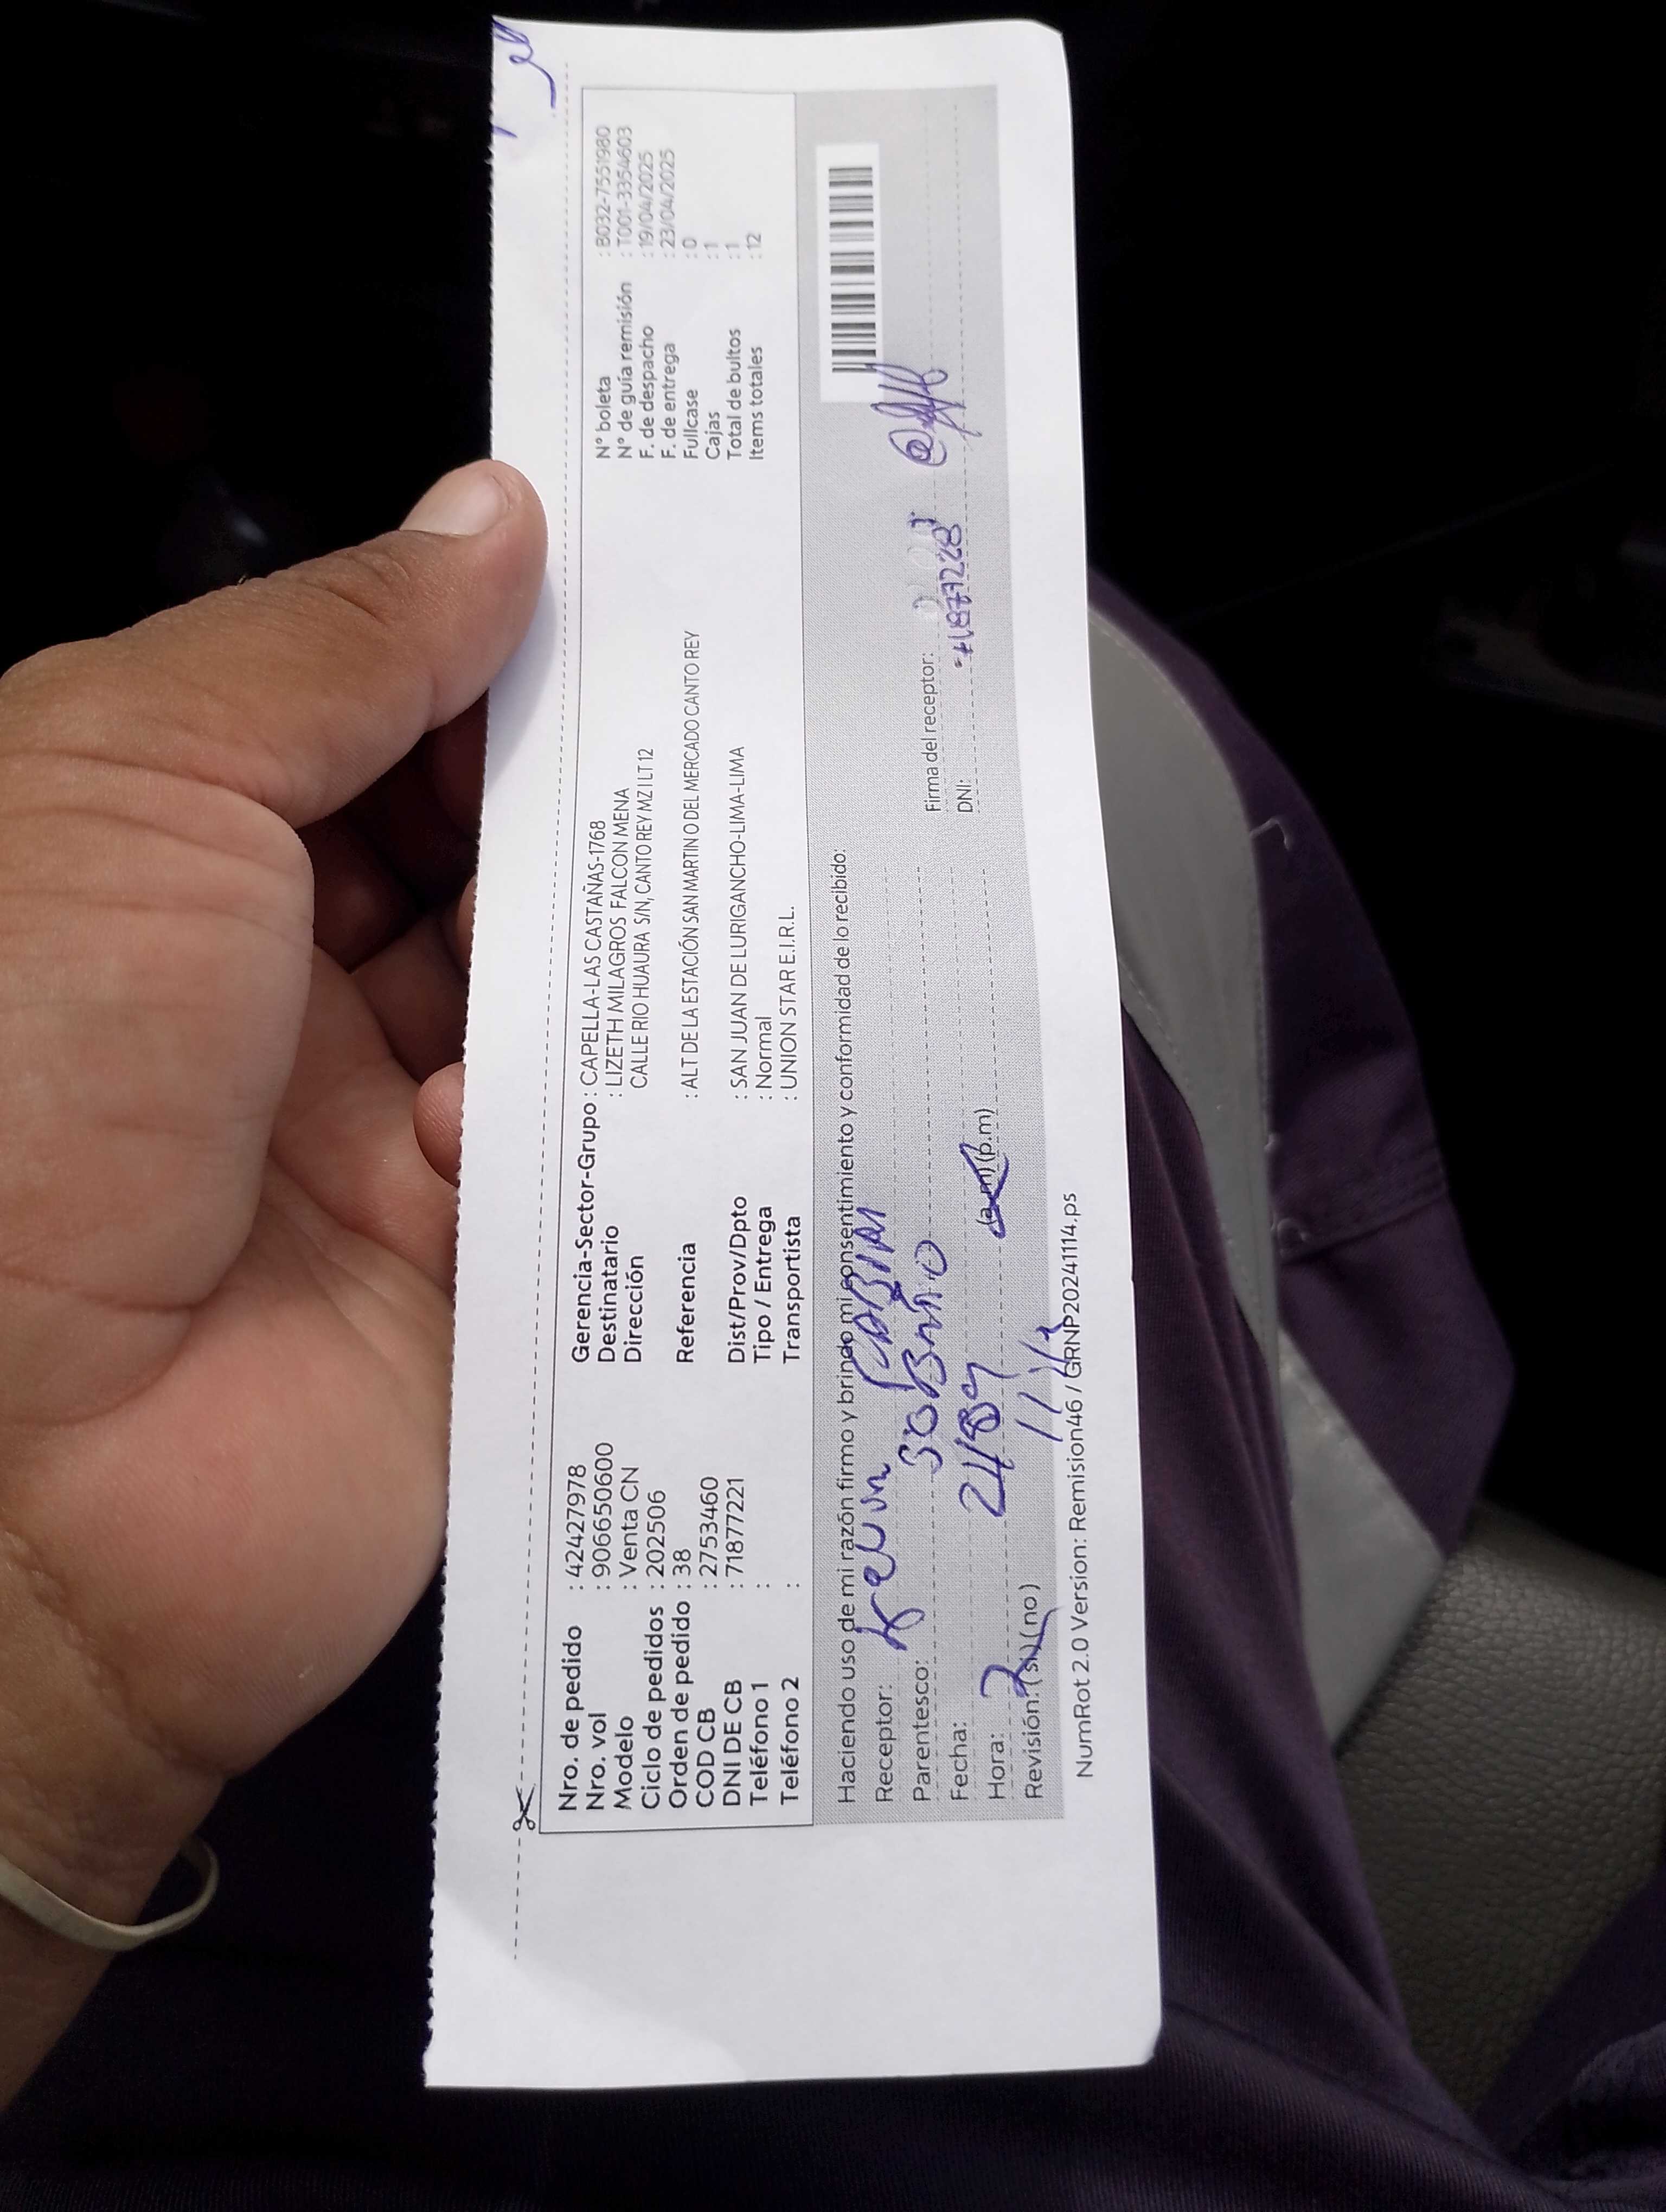 Nro. de pedido : 42427978
Nro. vol : 9066650600
Modelo : Venta CN
Ciclo de pedidos : 202506
Orden de pedido : 38
COD CB : 2753460
DNI DE CB : 71877221
Teléfono 1 :
Teléfono 2 :
Gerencia-Sector-Grupo : CAPELLA-LAS CASTAÑAS-1768
Destinatario : LIZETH MILAGROS FALCON MENA
Dirección CALLE RIO HUAURA S/N, CANTO REY MZ I LT 12
Referencia : ALT DE LA ESTACIÓN SAN MARTIN O DEL MERCADO CANTO REY
Dist/Prov/Dpto : SAN JUAN DE LURIGANCHO-LIMA-LIMA
Tipo / Entrega : Normal
Transportista : UNION STAR E.I.R.L.
N° boleta : B032-7551980
N° de guía remisión : T001-3354603
F. de despacho : 19/04/2025
F. de entrega : 23/04/2025
Fullcase : 0
Cajas : 1
Total de bultos : 1
Items totales : 12
Haciendo uso de mi razón firmo y brindo mi consentimiento y conformidad de lo recibido:
Receptor: Kevin
Parentesco:
Fecha:
Hora: (a.m) (p.m)
Revisión: (si) (no)
Firma del receptor:
DNI:
NumRot 2.0 Version: Remision46 / GRNP20241114.ps